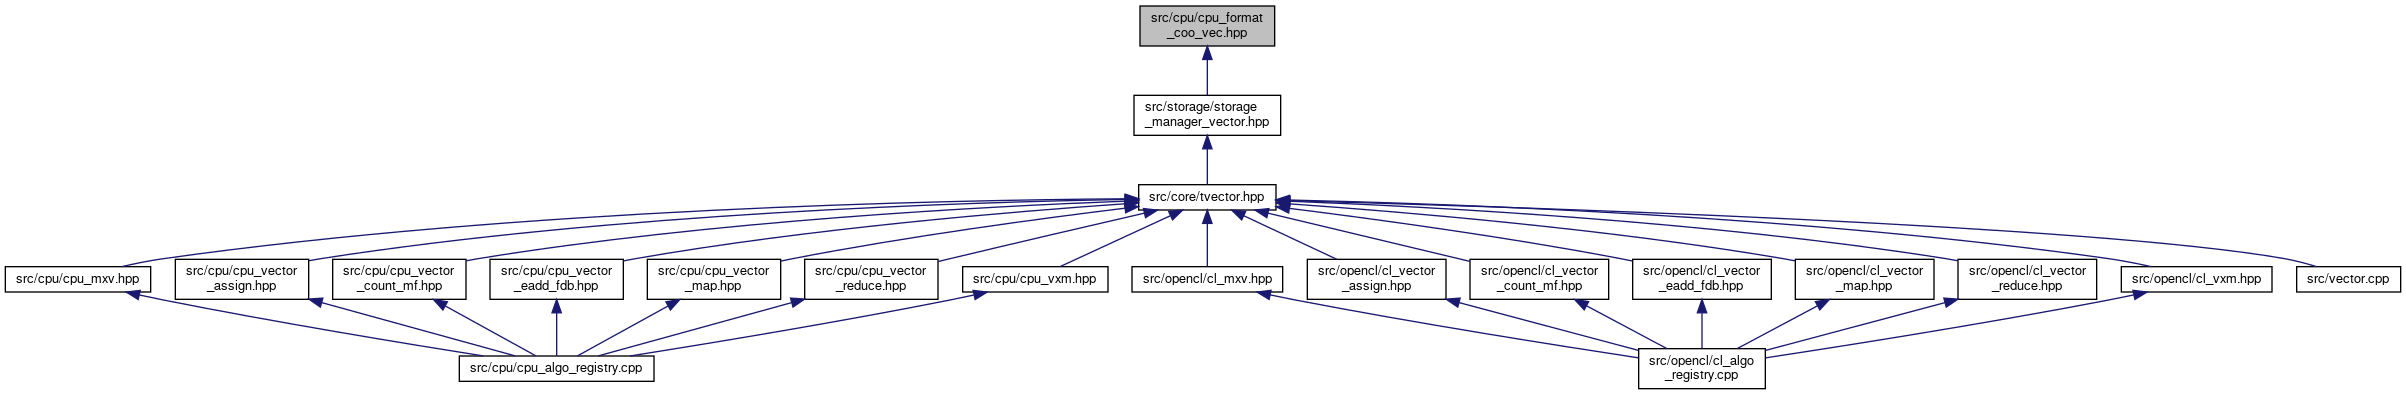 src/cpu/cpu_format
_coo_vec.hpp
src/storage/storage
_manager_vector.hpp
src/core/tvector.hpp
src/cpu/cpu_mxv.hpp
src/cpu/cpu_vector
_assign.hpp
src/cpu/cpu_vector
_count_mf.hpp
src/cpu/cpu_vector
_eadd_fdb.hpp
src/cpu/cpu_vector
_map.hpp
src/cpu/cpu_vector
_reduce.hpp
src/cpu/cpu_vxm.hpp
src/opencl/cl_mxv.hpp
src/opencl/cl_vector
_assign.hpp
src/opencl/cl_vector
_count_mf.hpp
src/opencl/cl_vector
_eadd_fdb.hpp
src/opencl/cl_vector
_map.hpp
src/opencl/cl_vector
_reduce.hpp
src/opencl/cl_vxm.hpp
src/vector.cpp
src/cpu/cpu_algo_registry.cpp
src/opencl/cl_algo
_registry.cpp